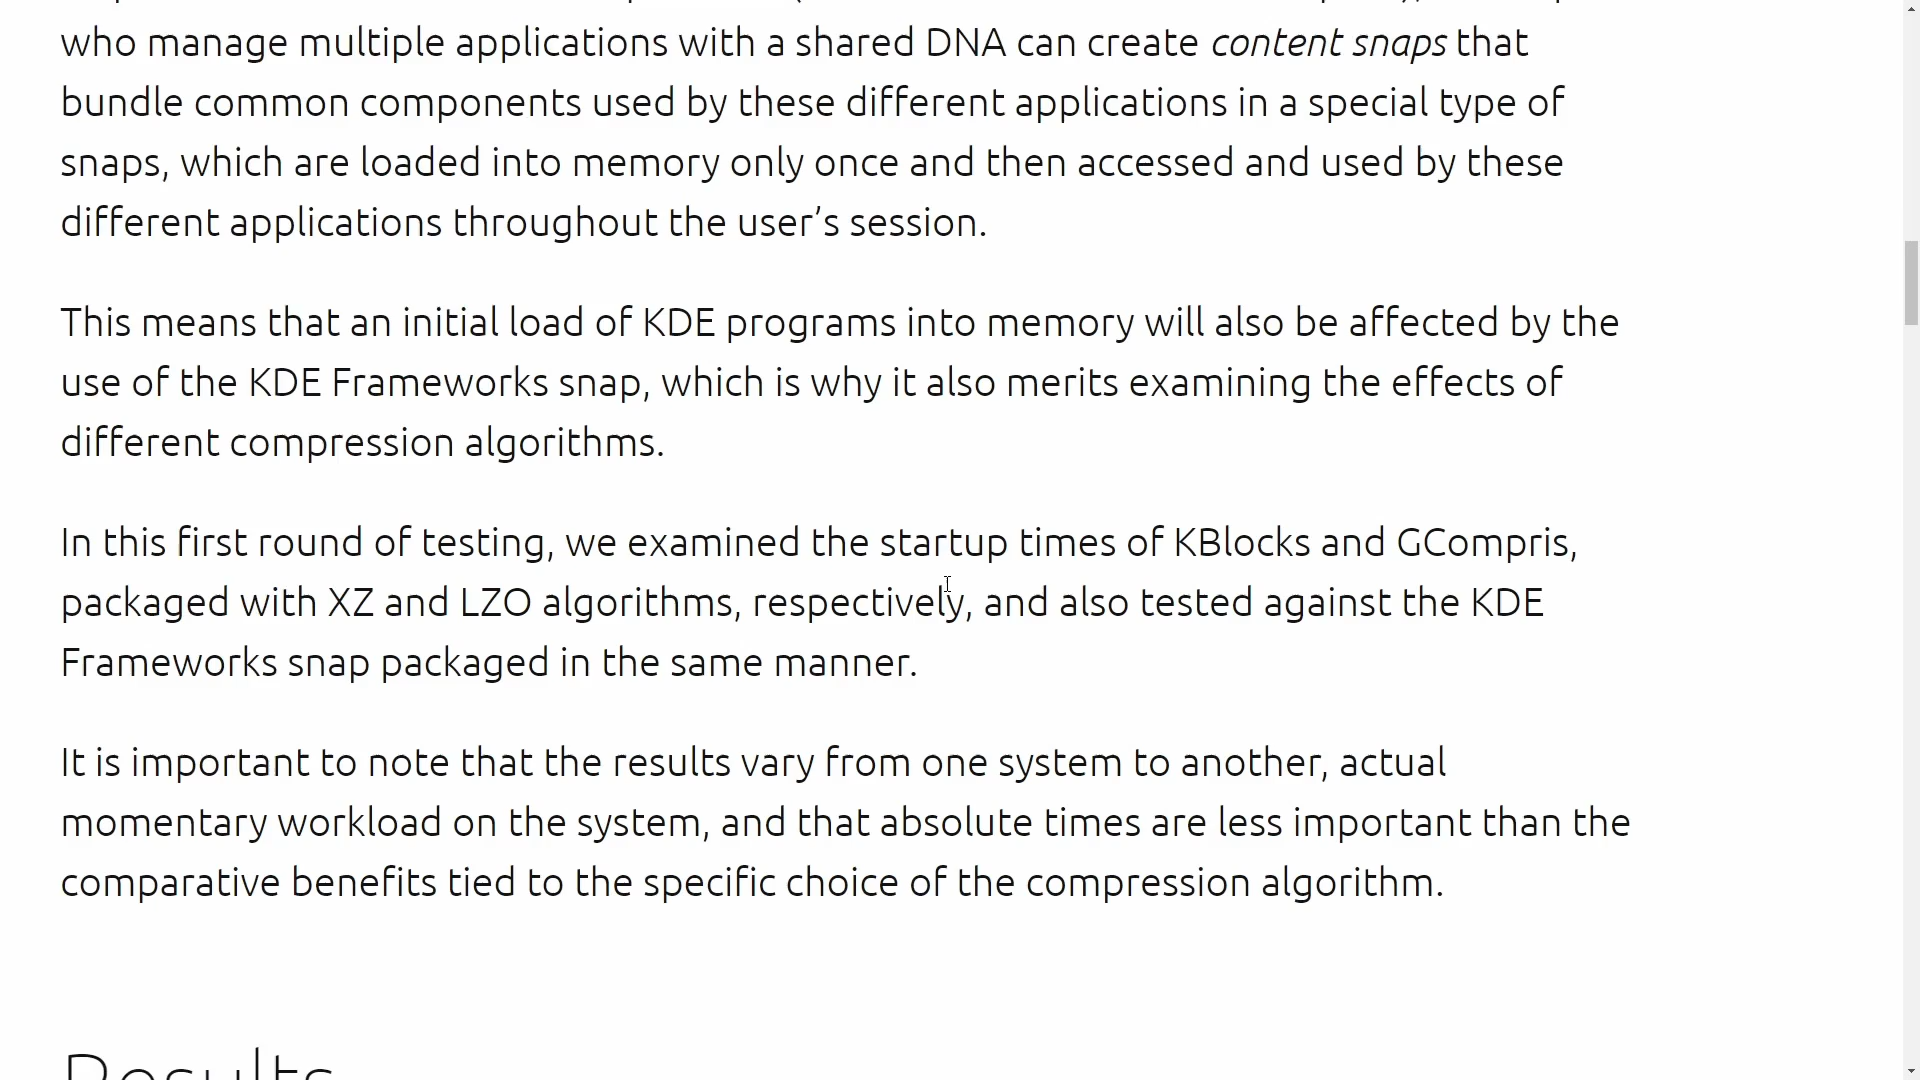 who manage multiple applications with a shared DNA can create content snaps that
bundle common components used by these different applications in a special type of
snaps, which are loaded into memory only once and then accessed and used by these
different applications throughout the user’s session.
This means that an initial load of KDE programs into memory will also be affected by the
use of the KDE Frameworks snap, which is why it also merits examining the effects of
different compression algorithms.
In this first round of testing, we examined the startup times of KBlocks and GCompris,
packaged with XZ and LZO algorithms, respectively, and also tested against the KDE
Frameworks snap packaged in the same manner.
It is important to note that the results vary from one system to another, actual
momentary workload on the system, and that absolute times are less important than the
comparative benefits tied to the specific choice of the compression algorithm.
Results